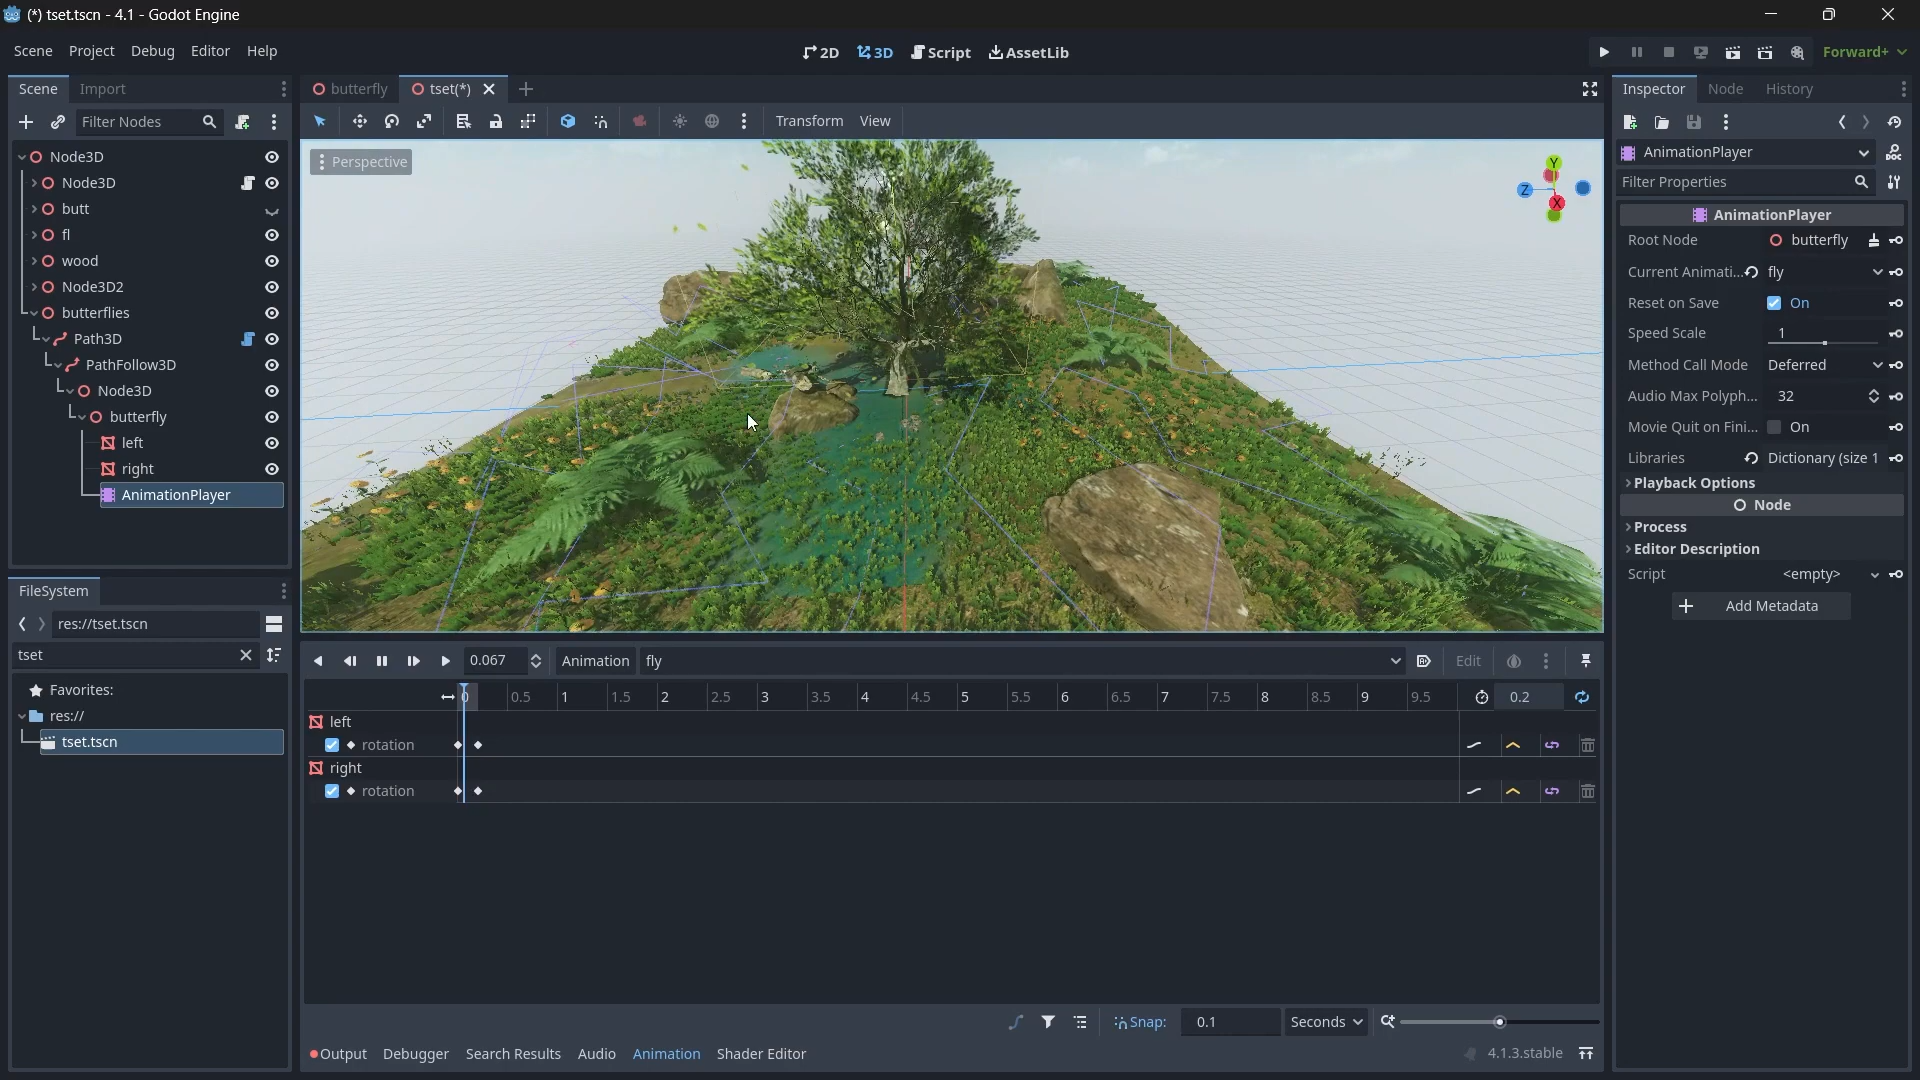 (*) tset.tscn - 4.1 - Godot Engine
Scene Project Debug Editor Help
2D 3D Script AssetLib
Forward+
Scene Import
Filter Nodes
Node3D
Node3D
butt
fl
wood
Node3D2
butterflies
Path3D
PathFollow3D
Node3D
butterfly
left
right
AnimationPlayer
FileSystem
res://tset.tscn
tset
Favorites:
res://
tset.tscn
butterfly tset(*)
Transform View
Perspective
Y
Z
X
0.067 Animation fly Edit
0 0.5 1 1.5 2 2.5 3 3.5 4 4.5 5 5.5 6 6.5 7 7.5 8 8.5 9 9.5 0.2
left
rotation
right
rotation
Snap: 0.1 Seconds
Output Debugger Search Results Audio Animation Shader Editor 4.1.3.stable
Inspector Node History
AnimationPlayer
DOC
Filter Properties
AnimationPlayer
Root Node butterfly
Current Animati... fly
Reset on Save On
Speed Scale 1
Method Call Mode Deferred
Audio Max Polyph... 32
Movie Quit on Fini... On
Libraries Dictionary (size 1
Playback Options
Node
Process
Editor Description
Script <empty>
Add Metadata